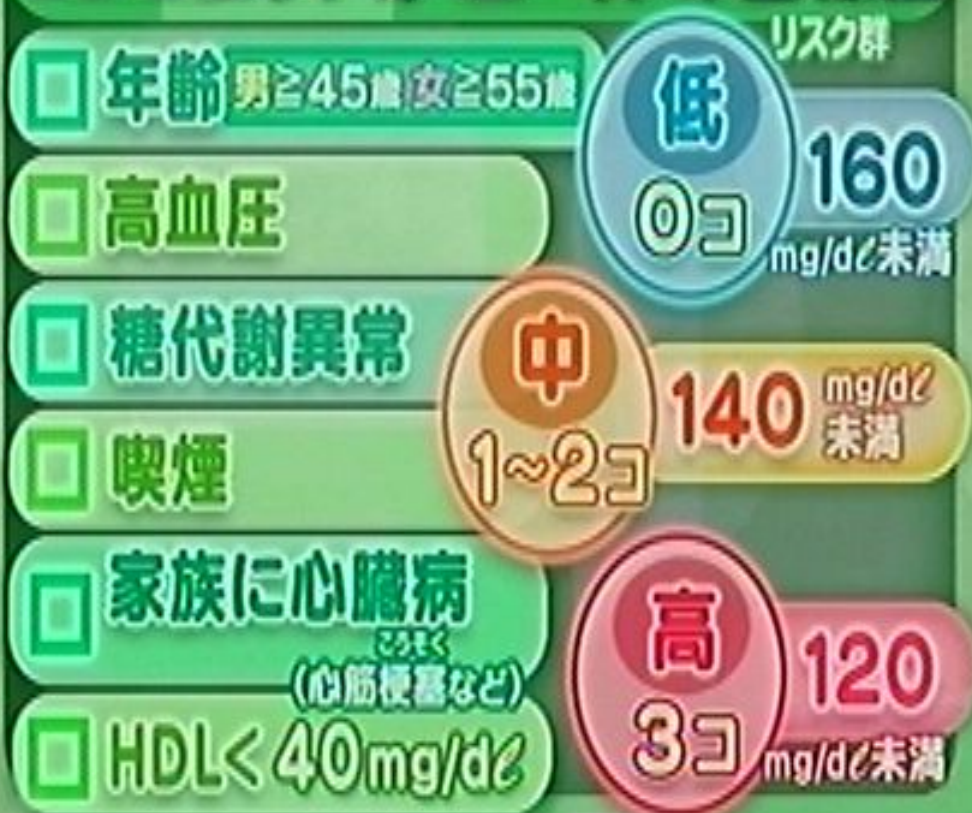 リスク群
年齢 男≧45歳 女≧55歳
高血圧
糖代謝異常
喫煙
家族に心臓病
こうそく
(心筋梗塞など)
HDL< 40mg/dℓ
低
0コ
160
mg/dℓ未満
中
1~2コ
140 mg/dℓ
未満
高
3コ
120
mg/dℓ未満